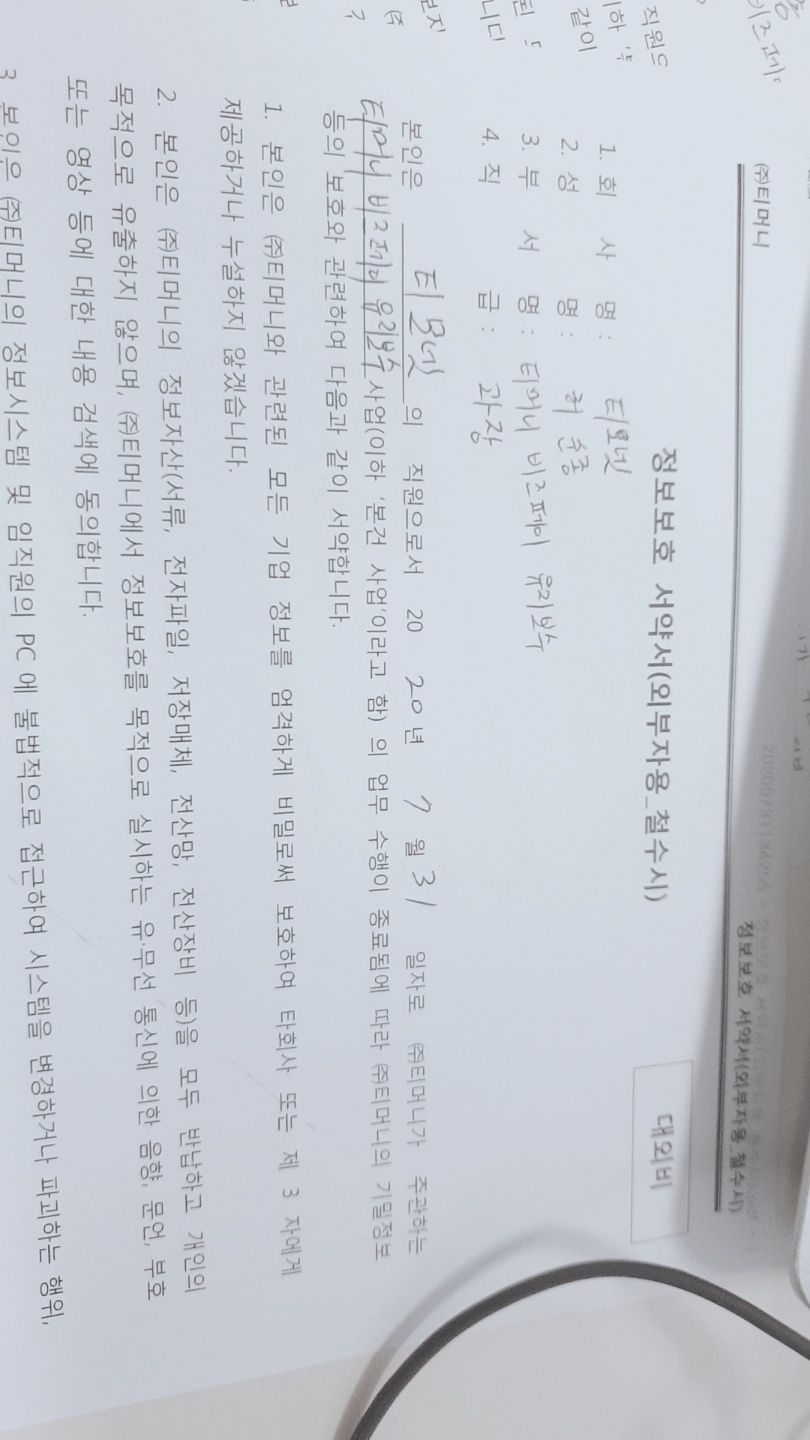 ㈜티머니
정보보호 서약서(외부자용_철수시)
대외비
정보보호 서약서(외부자용_철수시)
1. 회 사 명 : 티모넷
2. 성 명 : 허
3. 부 서 명 : 티머니 비즈페이 유지보수
4. 직 급 : 과장
본인은 티모넷 의 직원으로서 20 20년 7월 31 일자로 ㈜티머니가 주관하는
티머니 비즈페이 유지보수 사업(이하 '본건 사업'이라고 함) 의 업무 수행이 종료됨에 따라 ㈜티머니의 기밀정보
등의 보호와 관련하여 다음과 같이 서약합니다.
1. 본인은 ㈜티머니와 관련된 모든 기업 정보를 엄격하게 비밀로써 보호하여 타회사 또는 제 3 자에게
제공하거나 누설하지 않겠습니다.
2. 본인은 ㈜티머니의 정보자산(서류, 전자파일, 저장매체, 전산망, 전산장비 등)을 모두 반납하고 개인의
목적으로 유출하지 않으며, ㈜티머니에서 정보보호를 목적으로 실시하는 유·무선 통신에 의한 음향, 문언, 부호
또는 영상 등에 대한 내용 검색에 동의합니다.
3 본인은 ㈜티머니의 정보시스템 및 임직원의 PC 에 불법적으로 접근하여 시스템을 변경하거나 파괴하는 행위,
직원으
같이
니다